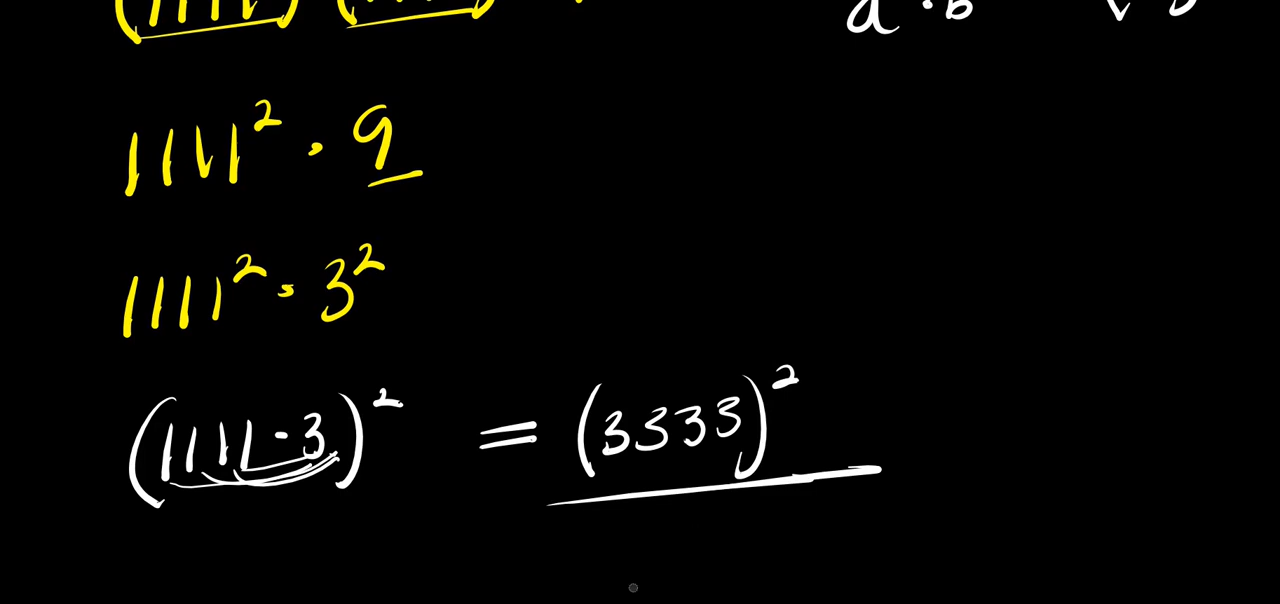 a · b
1111² · 9
1111² · 3²
(1111 · 3)² = (3333)²